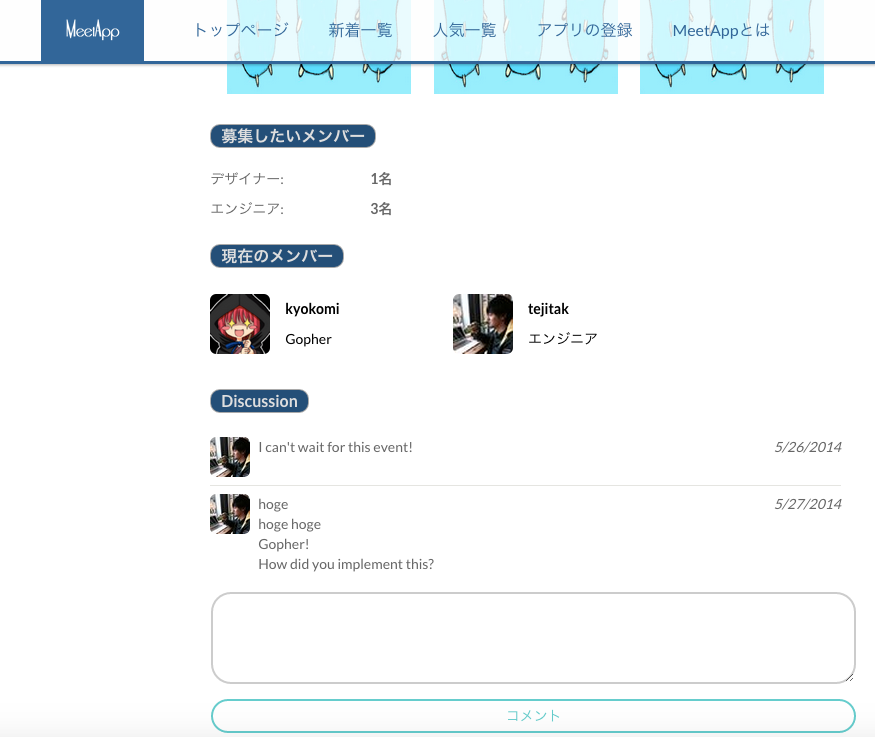 MeetApp
トップページ 新着一覧 人気一覧 アプリの登録 MeetAppとは
募集したいメンバー
デザイナー: 1名
エンジニア: 3名
現在のメンバー
kyokomi tejitak
Gopher エンジニア
Discussion
I can't wait for this event! 5/26/2014
hoge 5/27/2014
hoge hoge
Gopher!
How did you implement this?
コメント